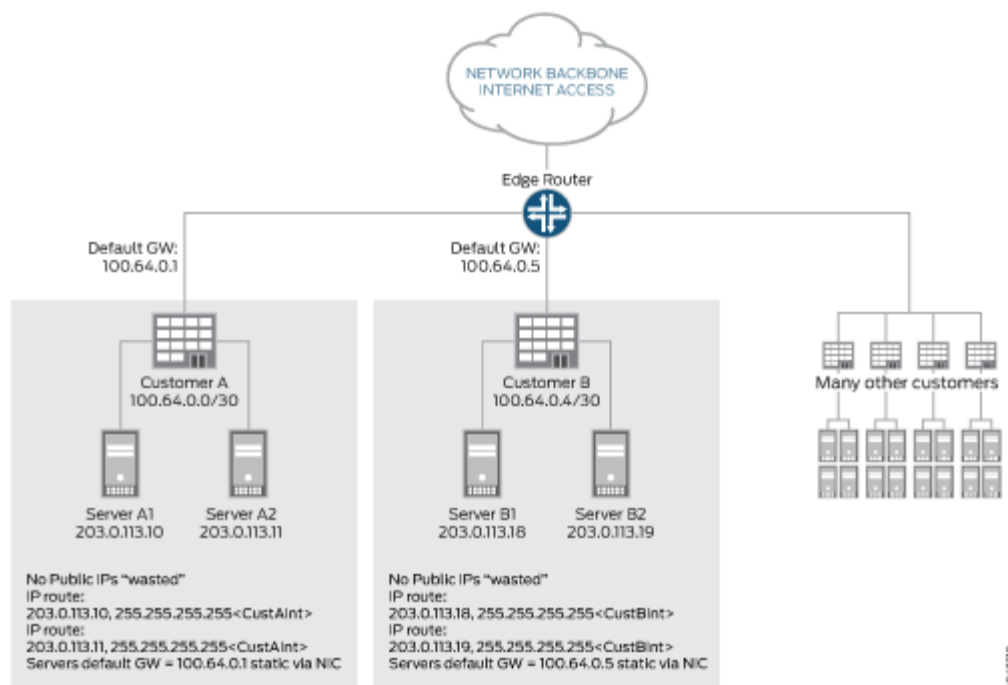 NETWORK BACKBONE
INTERNET ACCESS
Edge Router
Default GW:
100.64.0.1
Default GW:
100.64.0.5
Customer A
100.64.0.0/30
Customer B
100.64.0.4/30
Many other customers
Server A1
203.0.113.10
Server A2
203.0.113.11
Server B1
203.0.113.18
Server B2
203.0.113.19
No Public IPs “wasted”
IP route:
203.0.113.10, 255.255.255.255<CustAInt>
IP route:
203.0.113.11, 255.255.255.255<CustAInt>
Servers default GW = 100.64.0.1 static via NIC
No Public IPs “wasted”
IP route:
203.0.113.18, 255.255.255.255<CustBInt>
IP route:
203.0.113.19, 255.255.255.255<CustBInt>
Servers default GW = 100.64.0.5 static via NIC